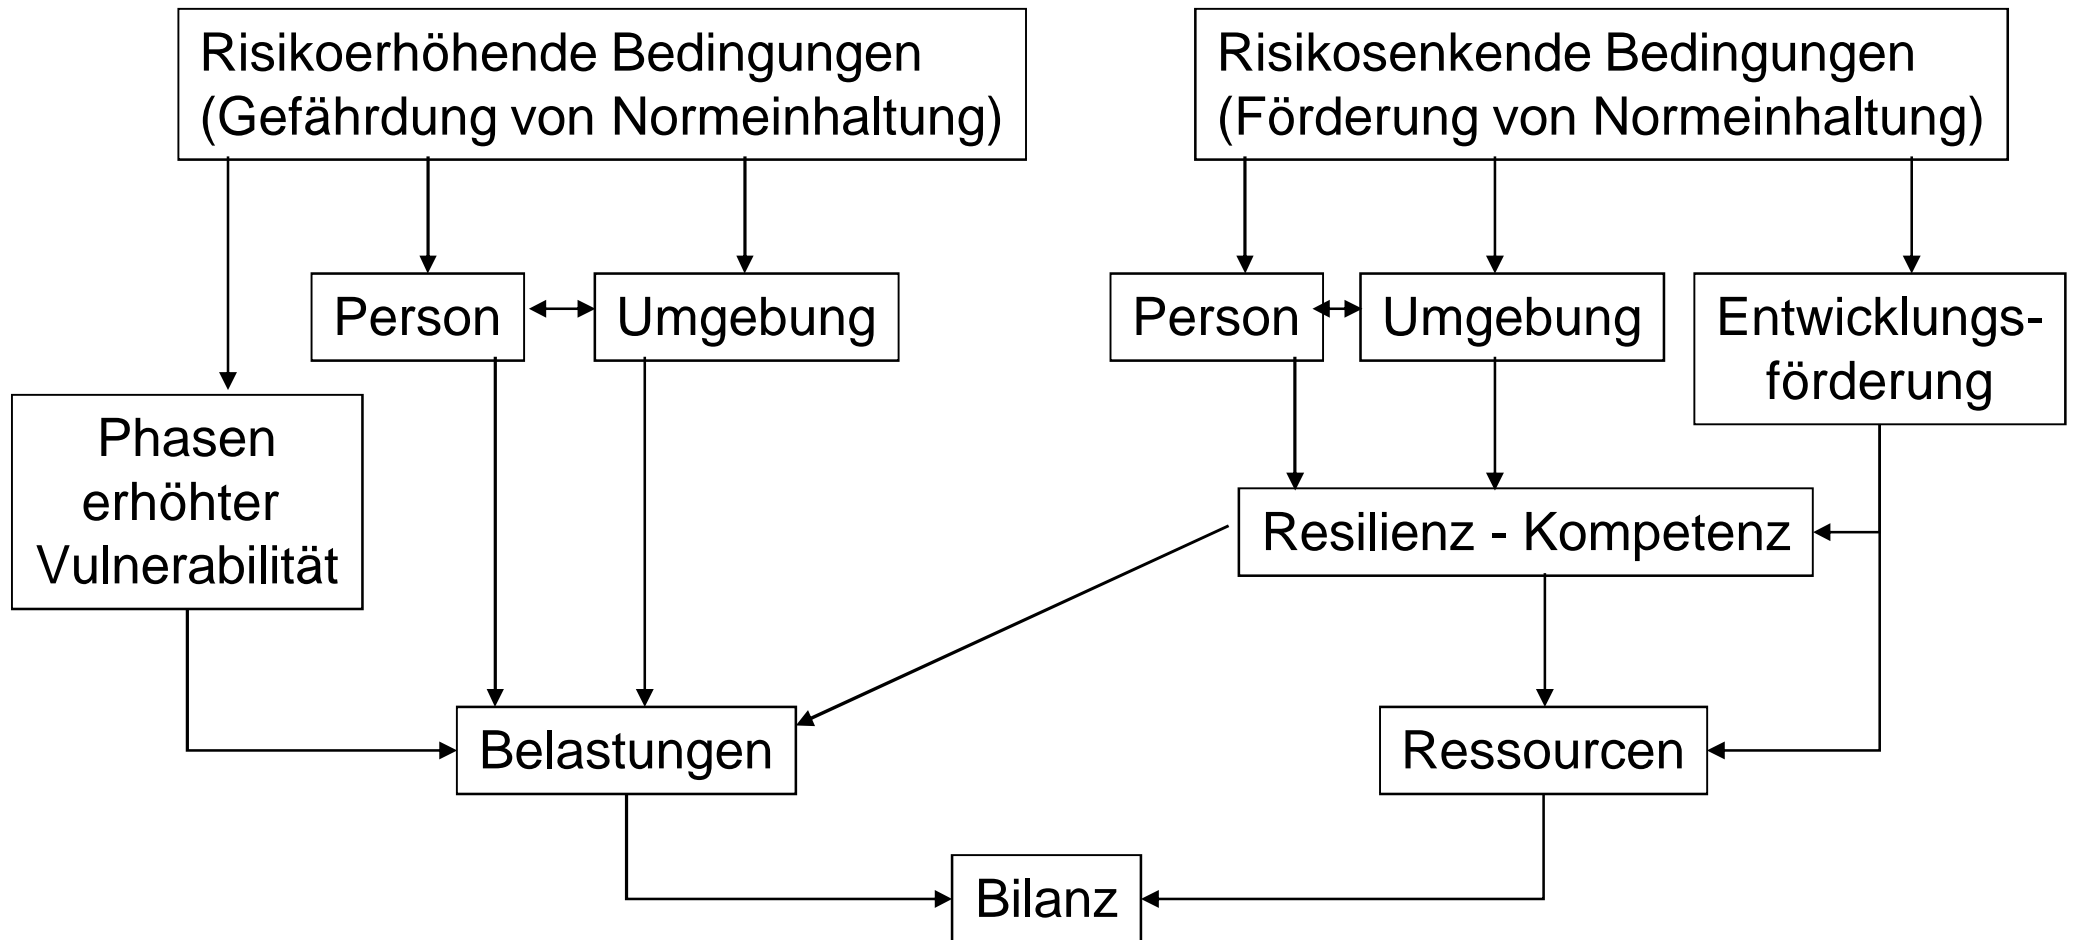 Risikoerhöhende Bedingungen
(Gefährdung von Normeinhaltung)
Risikosenkende Bedingungen
(Förderung von Normeinhaltung)
Person
Umgebung
Person
Umgebung
Entwicklungs-
förderung
Phasen
erhöhter
Vulnerabilität
Resilienz - Kompetenz
Belastungen
Ressourcen
Bilanz